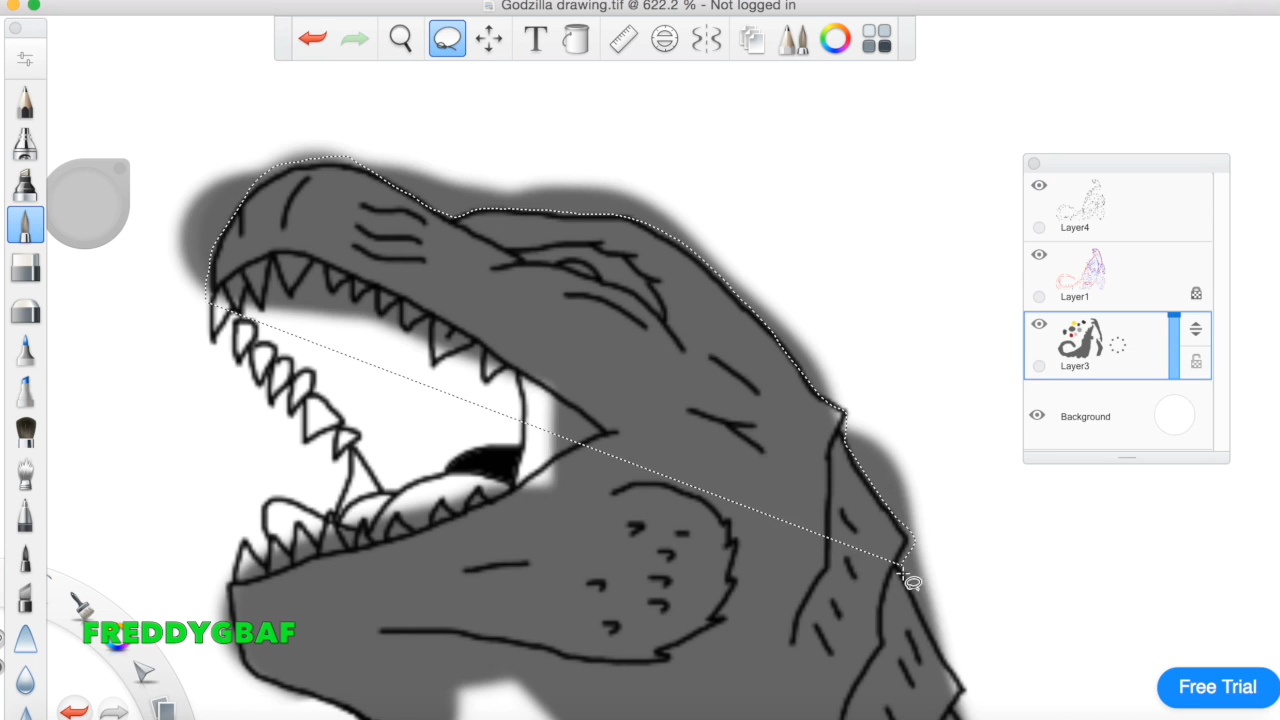 Godzilla drawing.tif @ 622.2 % - Not logged in
T
Layer4
Layer1
Layer3
Background
FREDDYGBAF
Free Trial